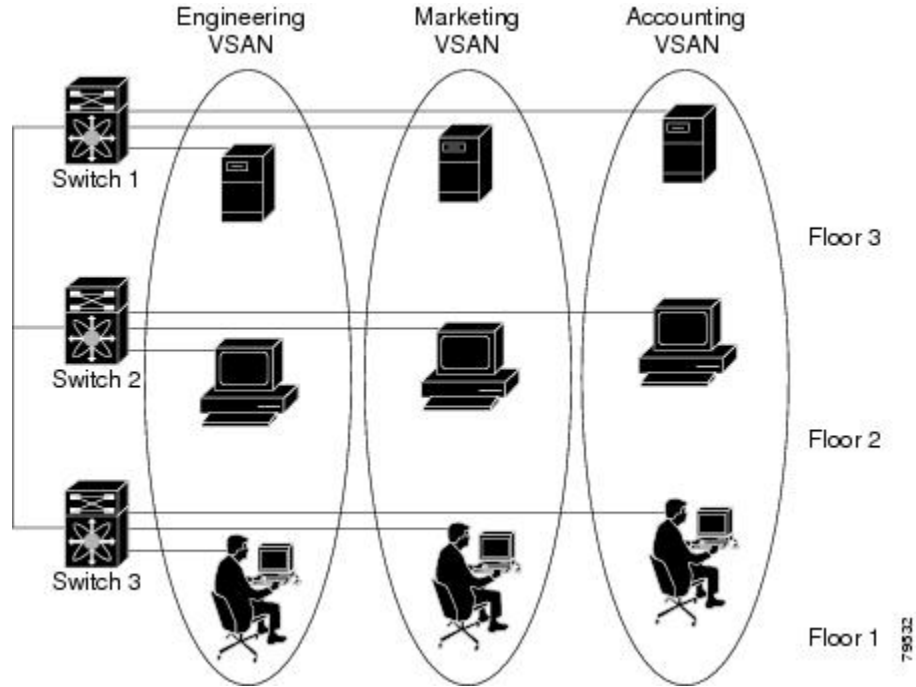 Engineering
VSAN
Marketing
VSAN
Accounting
VSAN
Switch 1
Floor 3
Switch 2
Floor 2
Switch 3
Floor 1
79532